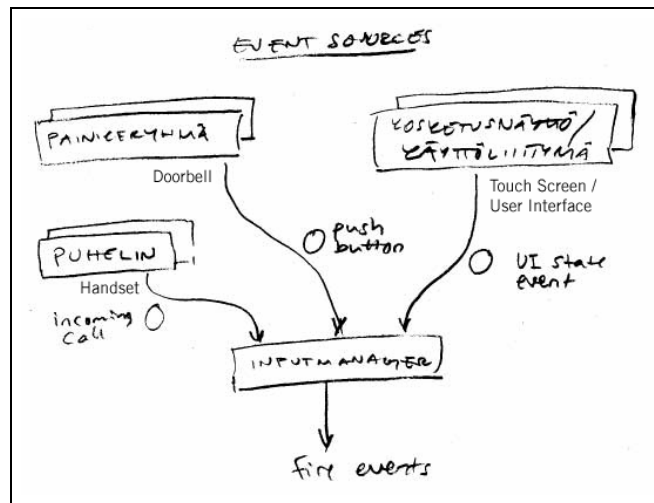 EVENT SOURCES
PAINIKERYHMÄ
Doorbell
KOSKETUSNÄYTTÖ/
KÄYTTÖLIITYMÄ
Touch Screen /
User Interface
PUHELIN
Handset
incoming
call
push
button
UI state
event
INPUTMANAGER
fire events